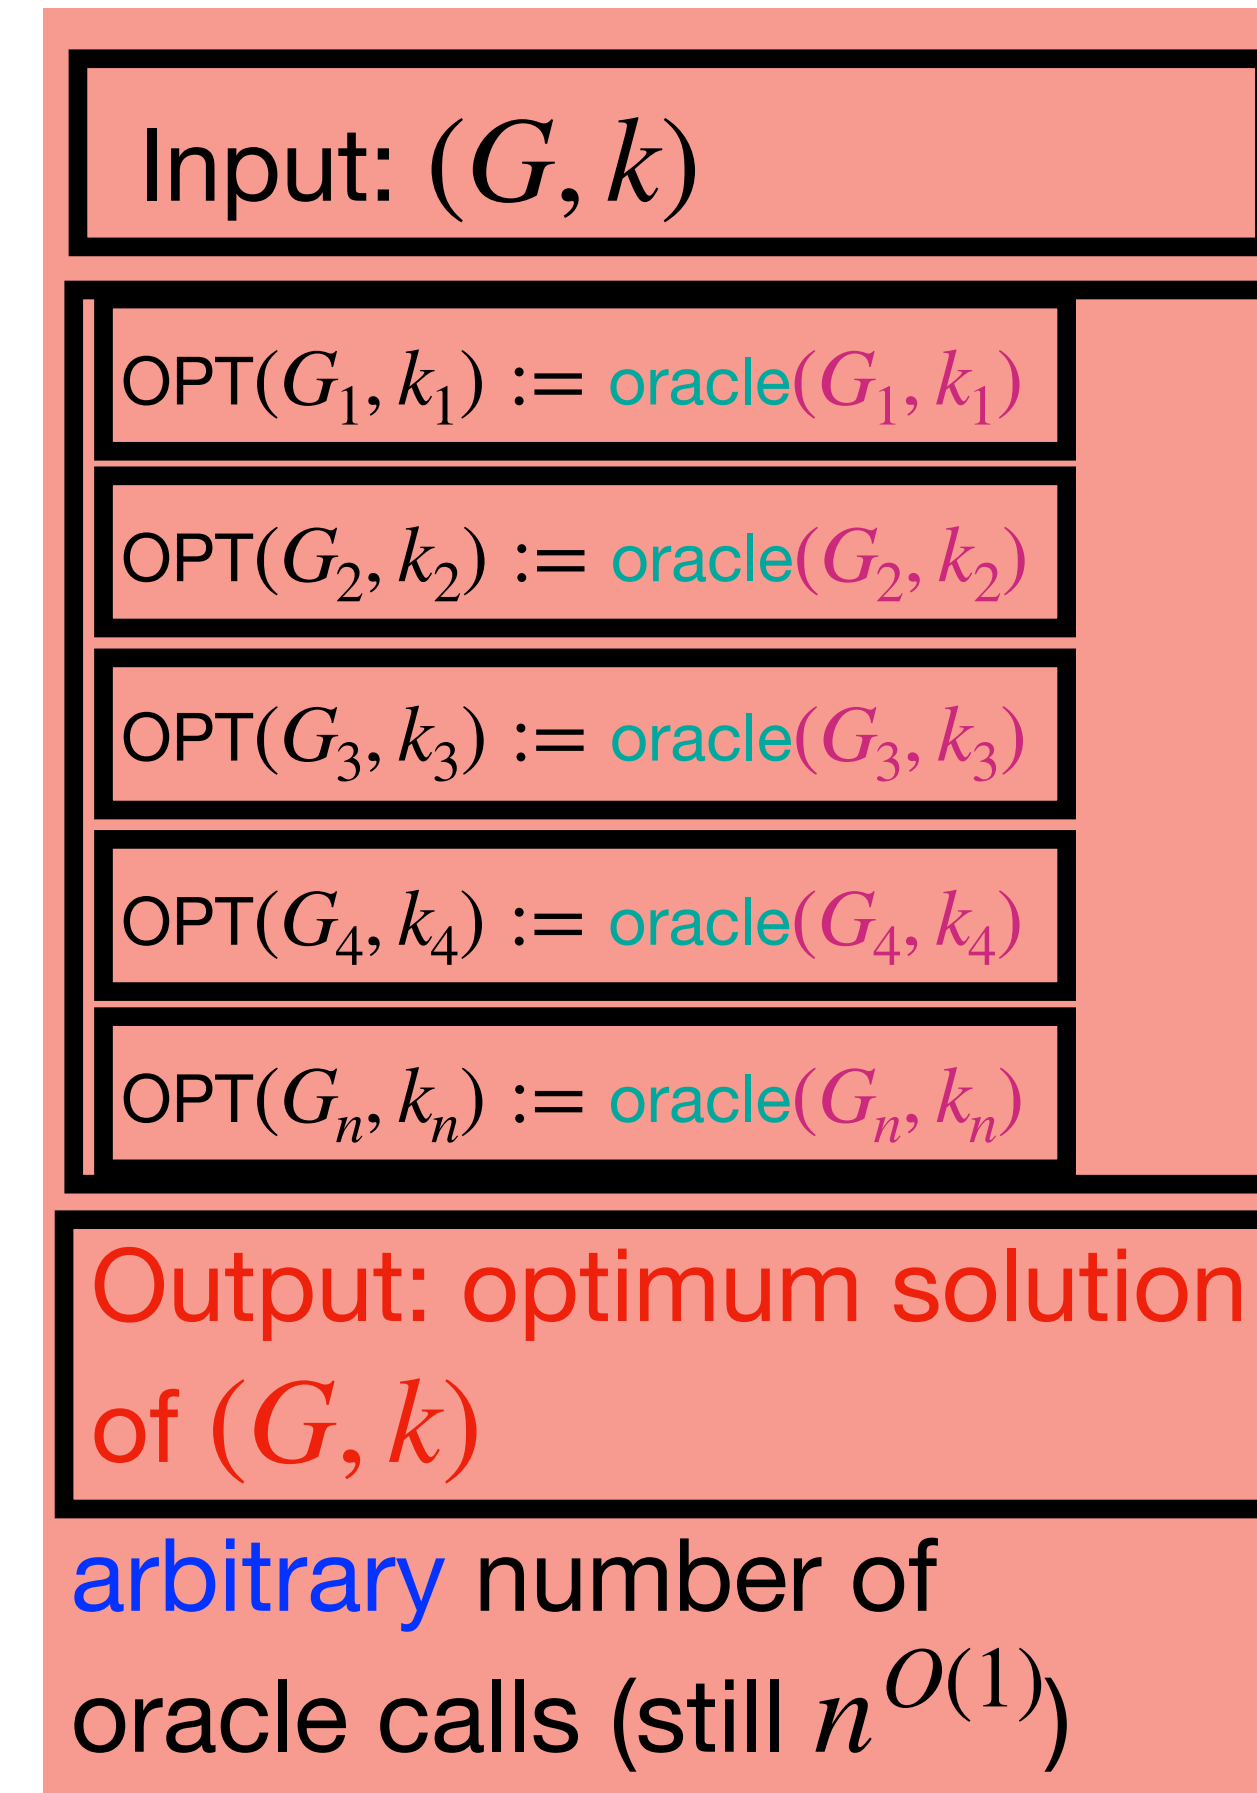 Input: (G, k)
OPT(G₁, k₁) := oracle(G₁, k₁)
OPT(G₂, k₂) := oracle(G₂, k₂)
OPT(G₃, k₃) := oracle(G₃, k₃)
OPT(G₄, k₄) := oracle(G₄, k₄)
OPT(Gₙ, kₙ) := oracle(Gₙ, kₙ)
Output: optimum solution
of (G, k)
arbitrary number of
oracle calls (still n^{O(1)})